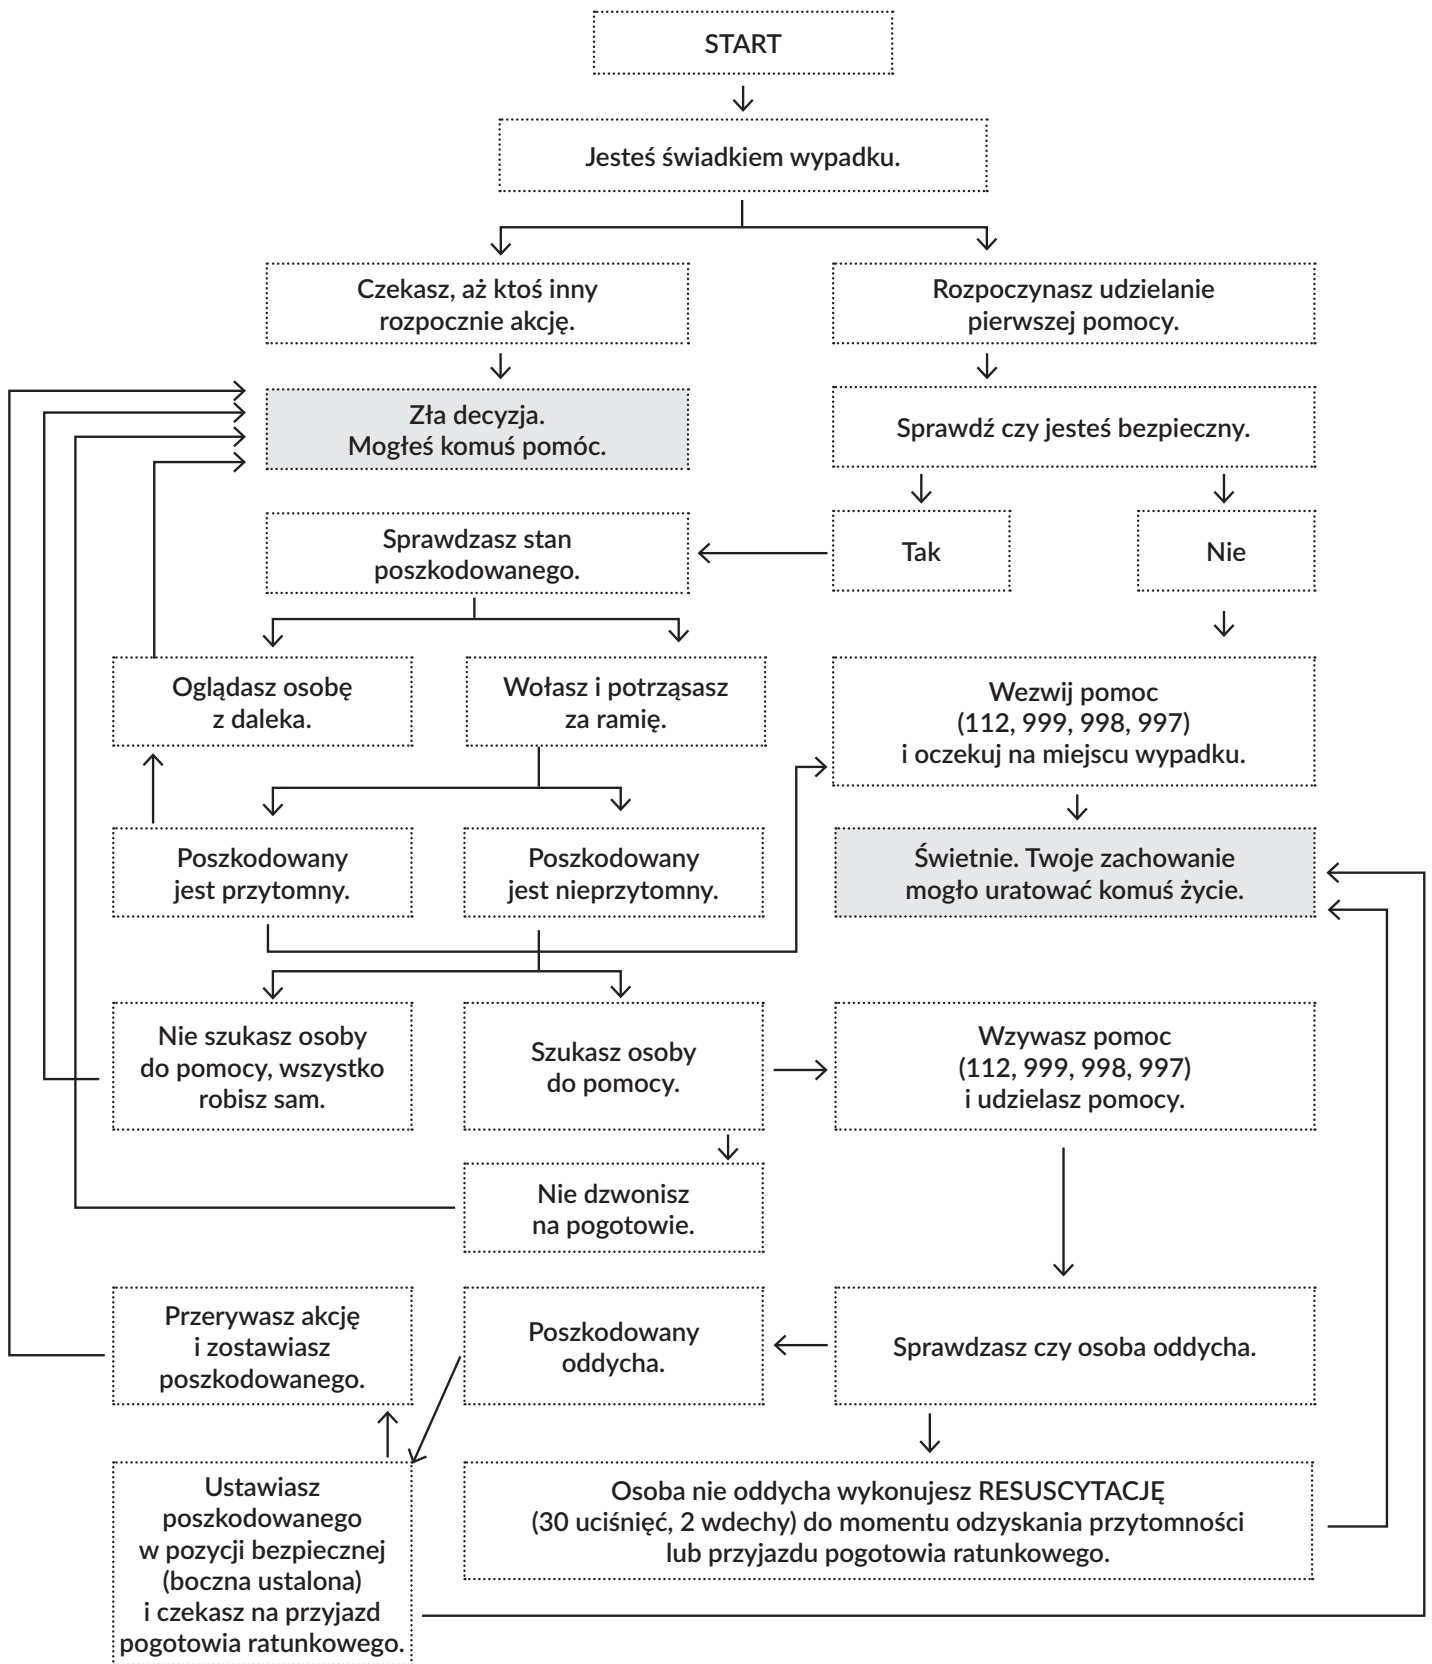 START
Jesteś świadkiem wypadku.
Czekasz, aż ktoś inny
rozpocznie akcję.
Rozpoczynasz udzielanie
pierwszej pomocy.
Zła decyzja.
Mogłeś komuś pomóc.
Sprawdź czy jesteś bezpieczny.
Sprawdzasz stan
poszkodowanego.
Tak
Nie
Oglądasz osobę
z daleka.
Wołasz i potrząsasz
za ramię.
Wezwij pomoc
(112, 999, 998, 997)
i oczekuj na miejscu wypadku.
Poszkodowany
jest przytomny.
Poszkodowany
jest nieprzytomny.
Świetnie. Twoje zachowanie
mogło uratować komuś życie.
Nie szukasz osoby
do pomocy, wszystko
robisz sam.
Szukasz osoby
do pomocy.
Wzywasz pomoc
(112, 999, 998, 997)
i udzielasz pomocy.
Nie dzwonisz
na pogotowie.
Przerywasz akcję
i zostawiasz
poszkodowanego.
Poszkodowany
oddycha.
Sprawdzasz czy osoba oddycha.
Ustawiasz
poszkodowanego
w pozycji bezpiecznej
(boczna ustalona)
i czekasz na przyjazd
pogotowia ratunkowego.
Osoba nie oddycha wykonujesz RESUSCYTACJĘ
(30 uciśnięć, 2 wdechy) do momentu odzyskania przytomności
lub przyjazdu pogotowia ratunkowego.